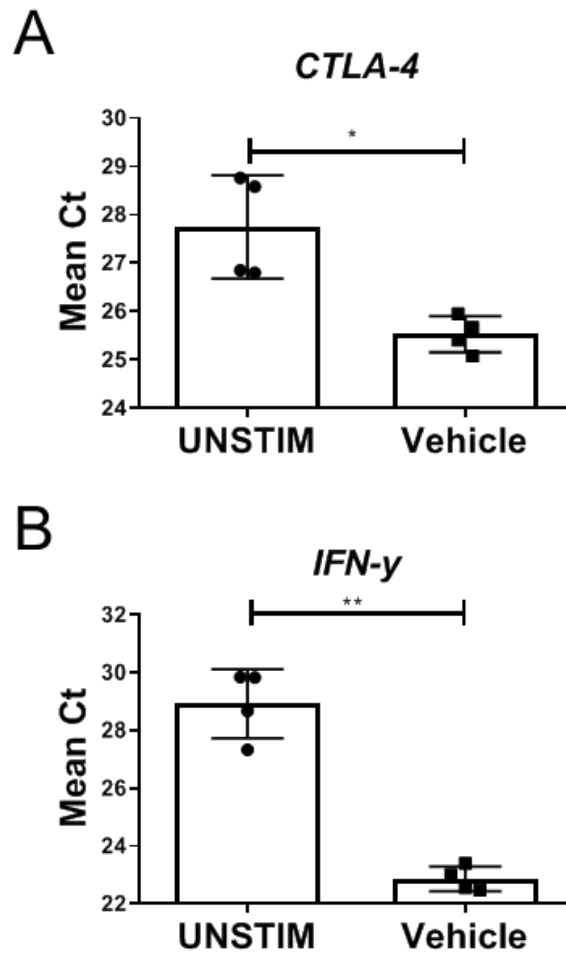 A
CTLA-4
*
30
29
28
27
26
25
24
Mean Ct
UNSTIM Vehicle
B
IFN-y
**
32
30
28
26
24
22
Mean Ct
UNSTIM Vehicle